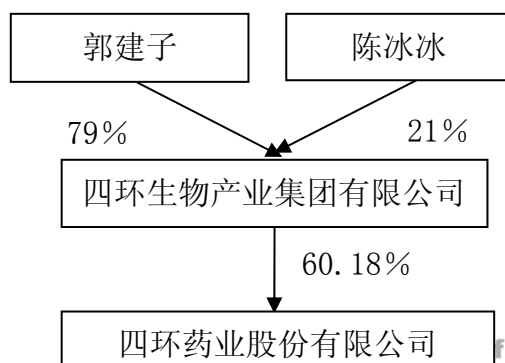 郭建子
陈冰冰
79%
21%
四环生物产业集团有限公司
60.18%
四环药业股份有限公司
f